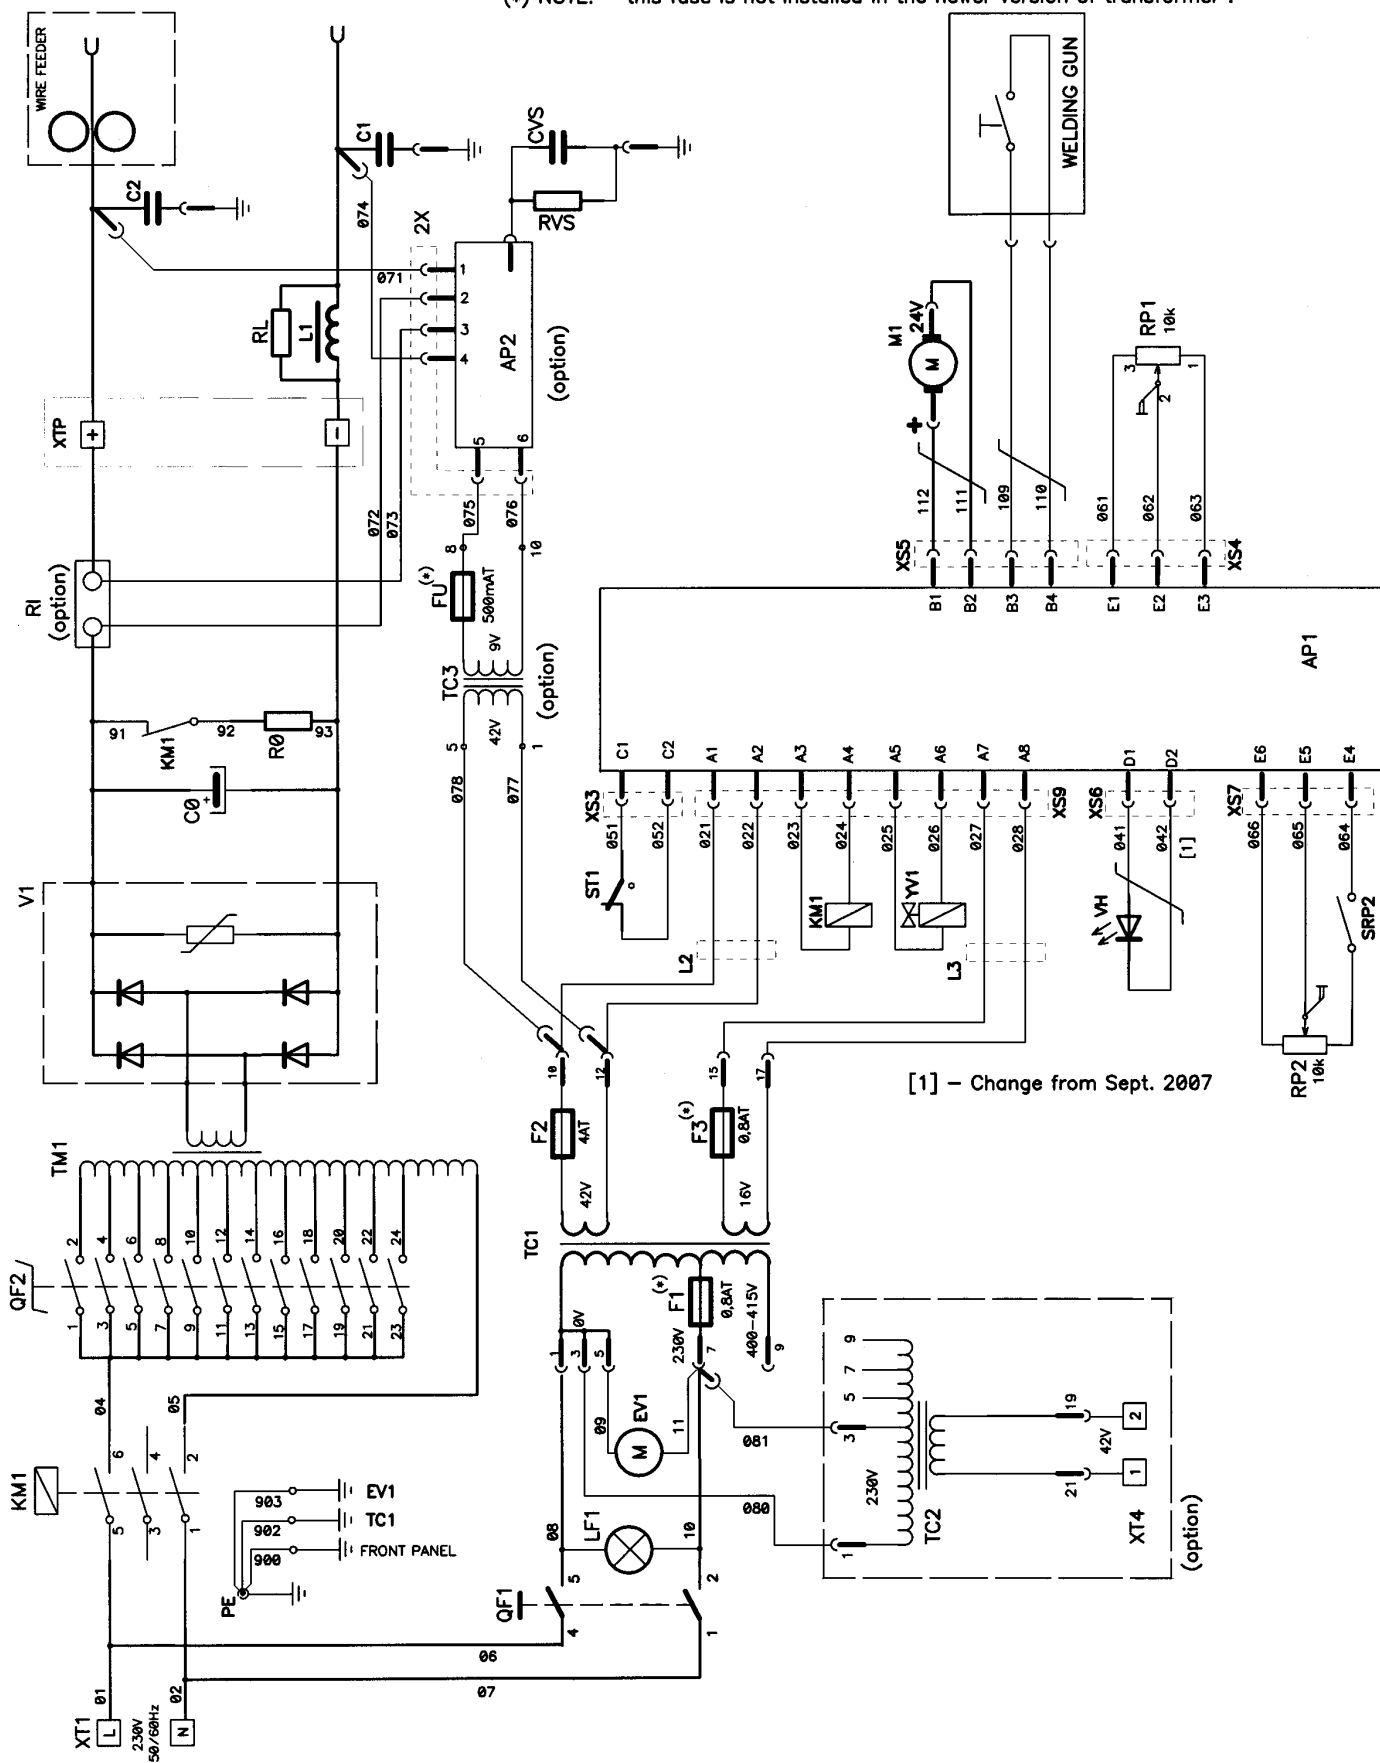 (*) NOTE: this fuse is not installed in the newer version of transformer !
WIRE FEEDER
C2
C1
074
071
2X
CVS
RVS
1
2
3
4
AP2
(option)
5
6
RL
L1
XTP
+
-
RI
(option)
072
073
075
076
8
10
FU
(*)
500mAT
9V
TC3
42V
(option)
5
1
078
077
91
KM1
92
R0
93
C0
+
V1
TM1
QF2
1
2
3
4
5
6
7
8
9
10
11
12
13
14
15
16
17
18
19
20
21
22
23
24
04
05
KM1
5
6
3
4
1
2
903
EV1
902
TC1
900
FRONT PANEL
PE
XT1
L
01
230V
50/60Hz
N
02
06
07
QF1
4
5
1
2
08
LF1
10
09
M
EV1
11
080
081
1
3
5
0V
230V
7
400-415V
9
F1
(*)
0,8AT
TC1
42V
16V
F2
4AT
F3
(*)
0,8AT
10
12
15
17
[1] - Change from Sept. 2007
230V
1
3
5
7
9
TC2
21
19
42V
1
2
XT4
(option)
WELDING GUN
M1
24V
M
+
112
111
109
110
RP1
10k
3
2
1
061
062
063
XS5
XS4
B1
B2
B3
B4
E1
E2
E3
AP1
C1
C2
A1
A2
A3
A4
A5
A6
A7
A8
D1
D2
E6
E5
E4
XS3
XS9
XS6
XS7
051
052
021
022
023
024
025
026
027
028
041
042
[1]
066
065
064
ST1
L2
KM1
YV1
L3
VH
SRP2
RP2
10k